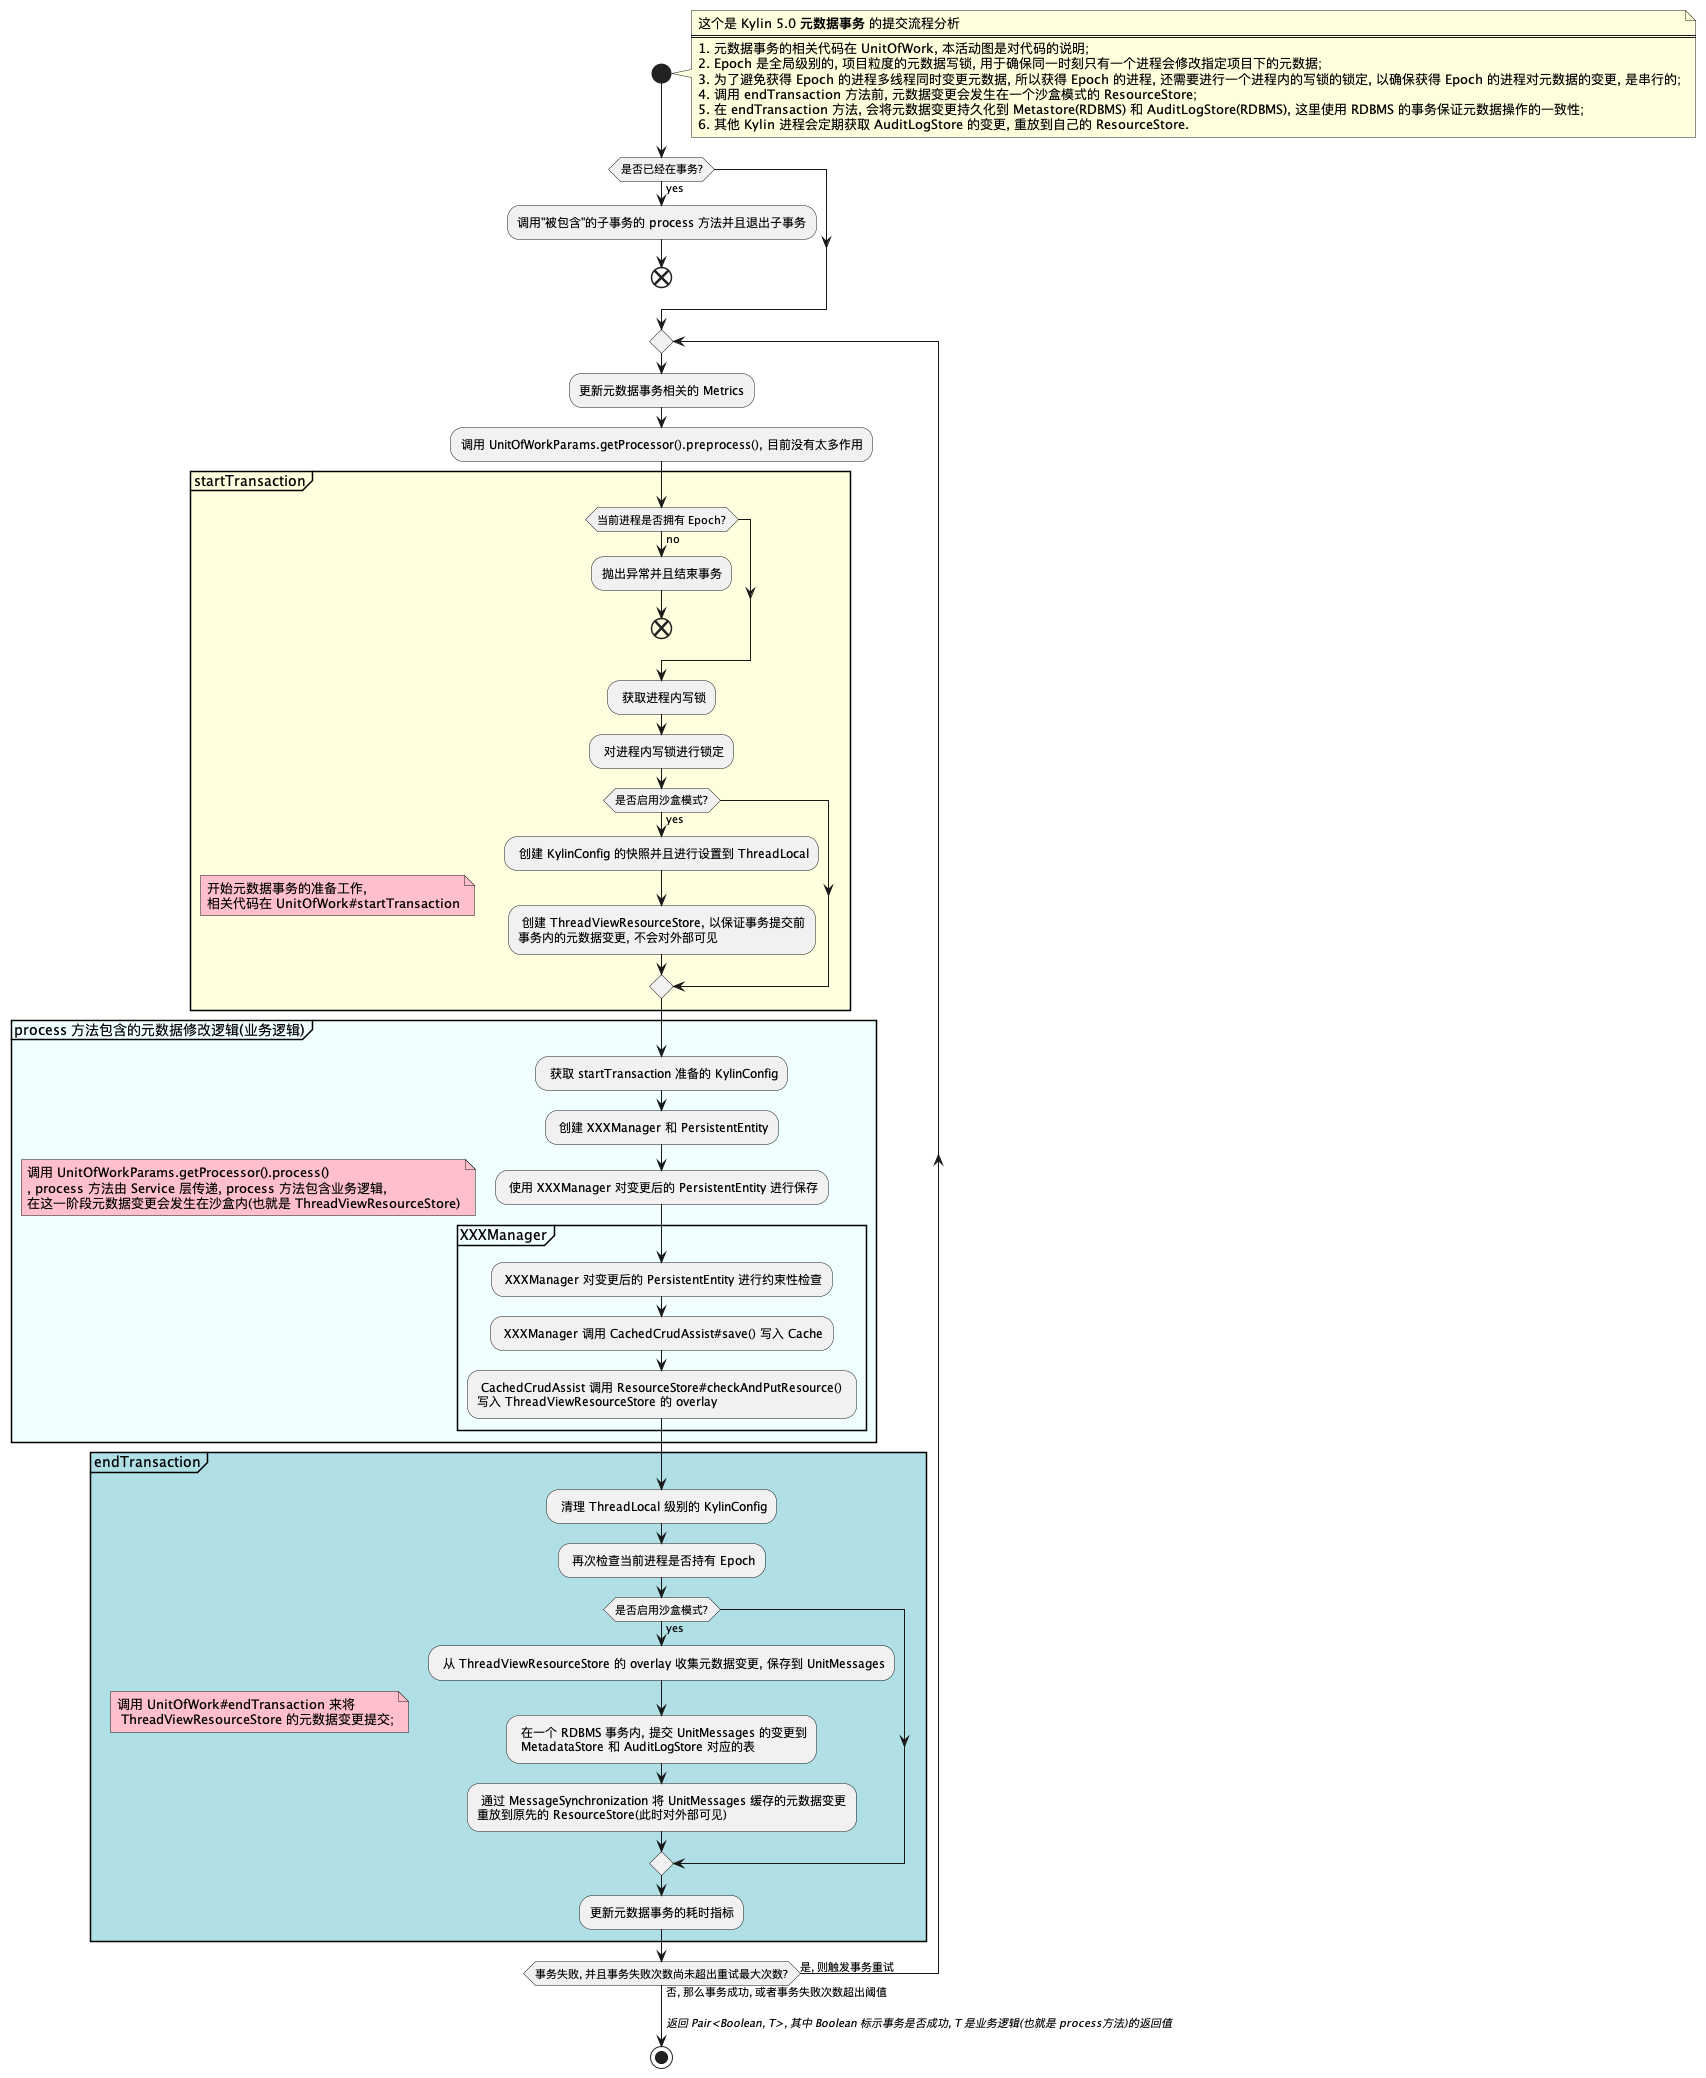 这个是 Kylin 5.0 元数据事务 的提交流程分析
1. 元数据事务的相关代码在 UnitOfWork, 本活动图是对代码的说明;
2. Epoch 是全局级别的, 项目粒度的元数据写锁, 用于确保同一时刻只有一个进程会修改指定项目下的元数据;
3. 为了避免获得 Epoch 的进程多线程同时变更元数据, 所以获得 Epoch 的进程, 还需要进行一个进程内的写锁的锁定, 以确保获得 Epoch 的进程对元数据的变更, 是串行的;
4. 调用 endTransaction 方法前, 元数据变更会发生在一个沙盒模式的 ResourceStore;
5. 在 endTransaction 方法, 会将元数据变更持久化到 Metastore(RDBMS) 和 AuditLogStore(RDBMS), 这里使用 RDBMS 的事务保证元数据操作的一致性;
6. 其他 Kylin 进程会定期获取 AuditLogStore 的变更, 重放到自己的 ResourceStore.
是否已经在事务?
yes
调用"被包含"的子事务的 process 方法并且退出子事务
更新元数据事务相关的 Metrics
调用 UnitOfWorkParams.getProcessor().preprocess(), 目前没有太多作用
startTransaction
当前进程是否拥有 Epoch?
no
抛出异常并且结束事务
获取进程内写锁
对进程内写锁进行锁定
是否启用沙盒模式?
yes
创建 KylinConfig 的快照并且进行设置到 ThreadLocal
开始元数据事务的准备工作,
相关代码在 UnitOfWork#startTransaction
创建 ThreadViewResourceStore, 以保证事务提交前
事务内的元数据变更, 不会对外部可见
process 方法包含的元数据修改逻辑(业务逻辑)
获取 startTransaction 准备的 KylinConfig
创建 XXXManager 和 PersistentEntity
调用 UnitOfWorkParams.getProcessor().process()
, process 方法由 Service 层传递, process 方法包含业务逻辑,
在这一阶段元数据变更会发生在沙盒内(也就是 ThreadViewResourceStore)
使用 XXXManager 对变更后的 PersistentEntity 进行保存
XXXManager
XXXManager 对变更后的 PersistentEntity 进行约束性检查
XXXManager 调用 CachedCrudAssist#save() 写入 Cache
CachedCrudAssist 调用 ResourceStore#checkAndPutResource()
写入 ThreadViewResourceStore 的 overlay
endTransaction
清理 ThreadLocal 级别的 KylinConfig
再次检查当前进程是否持有 Epoch
是否启用沙盒模式?
yes
从 ThreadViewResourceStore 的 overlay 收集元数据变更, 保存到 UnitMessages
调用 UnitOfWork#endTransaction 来将
ThreadViewResourceStore 的元数据变更提交;
在一个 RDBMS 事务内, 提交 UnitMessages 的变更到
MetadataStore 和 AuditLogStore 对应的表
通过 MessageSynchronization 将 UnitMessages 缓存的元数据变更
重放到原先的 ResourceStore(此时对外部可见)
更新元数据事务的耗时指标
事务失败, 并且事务失败次数尚未超出重试最大次数?
是, 则触发事务重试
否, 那么事务成功, 或者事务失败次数超出阈值
返回 Pair<Boolean, T>, 其中 Boolean 标示事务是否成功, T 是业务逻辑(也就是 process方法)的返回值